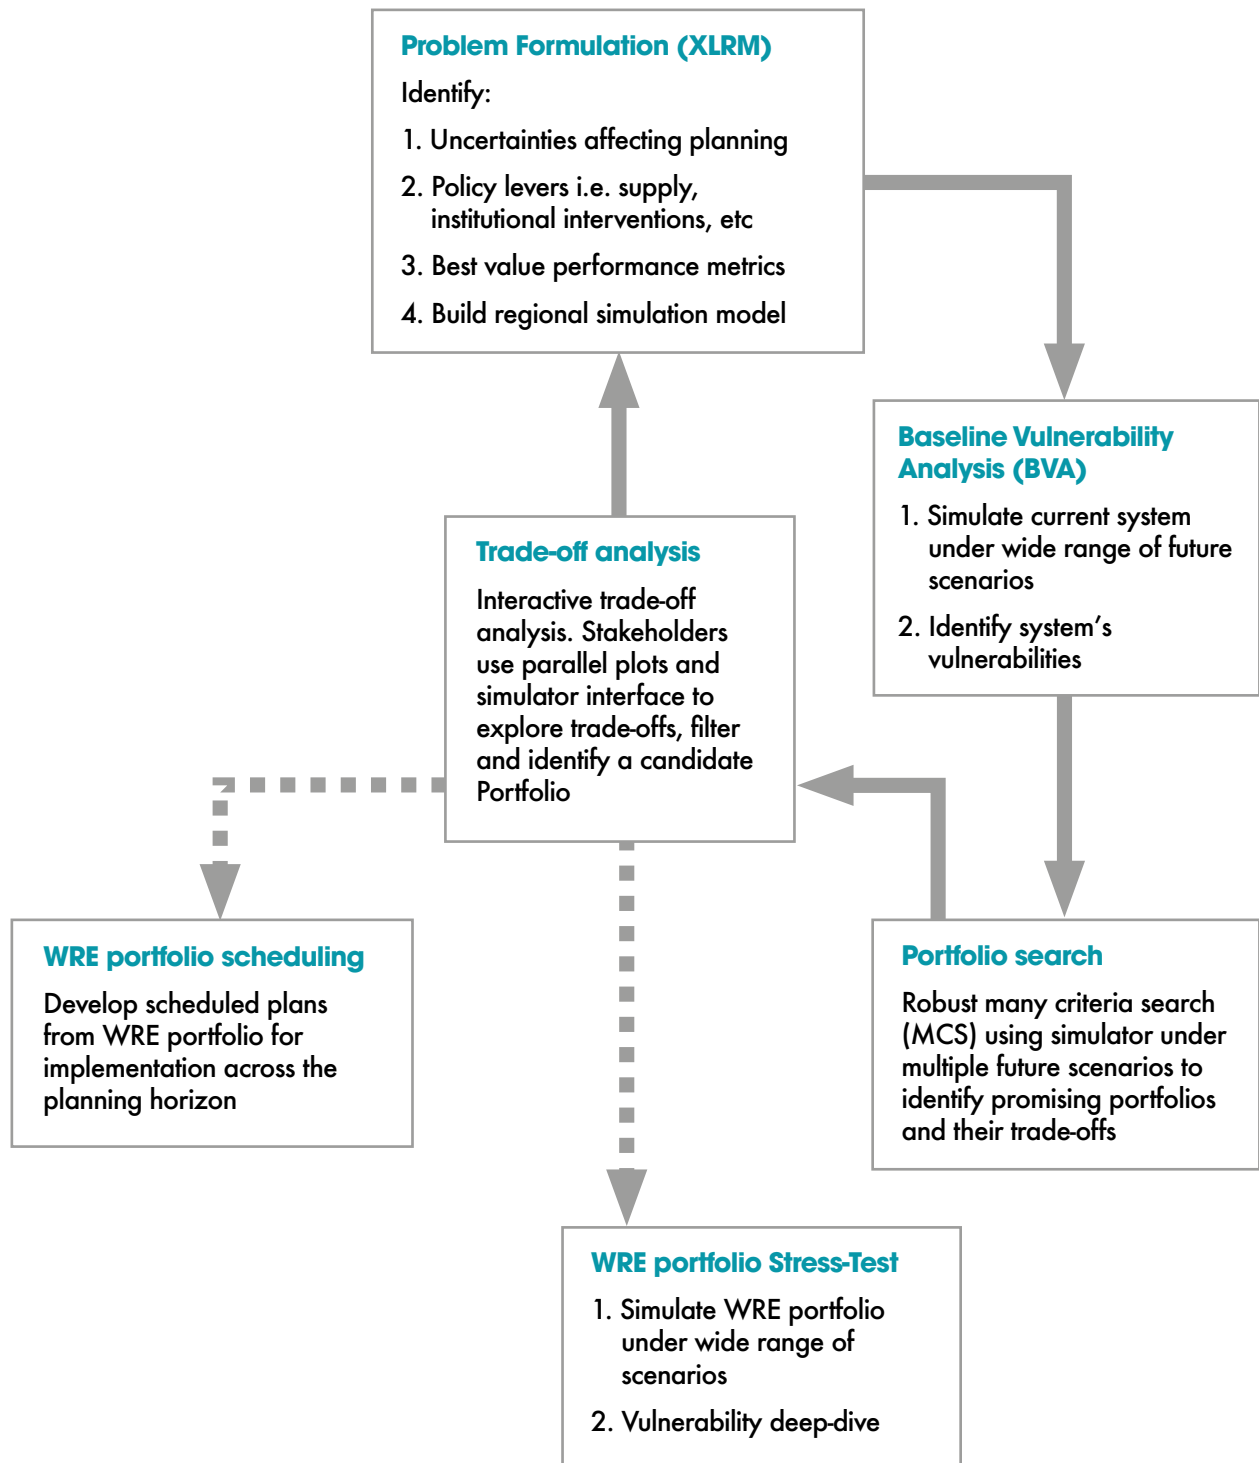 Problem Formulation (XLRM)
Identify:
1. Uncertainties affecting planning
2. Policy levers i.e. supply,
institutional interventions, etc
3. Best value performance metrics
4. Build regional simulation model
Baseline Vulnerability
Analysis (BVA)
1. Simulate current system
under wide range of future
scenarios
2. Identify system's
vulnerabilities
Trade-off analysis
Interactive trade-off
analysis. Stakeholders
use parallel plots and
simulator interface to
explore trade-offs, filter
and identify a candidate
Portfolio
WRE portfolio scheduling
Develop scheduled plans
from WRE portfolio for
implementation across the
planning horizon
Portfolio search
Robust many criteria search
(MCS) using simulator under
multiple future scenarios to
identify promising portfolios
and their trade-offs
WRE portfolio Stress-Test
1. Simulate WRE portfolio
under wide range of
scenarios
2. Vulnerability deep-dive